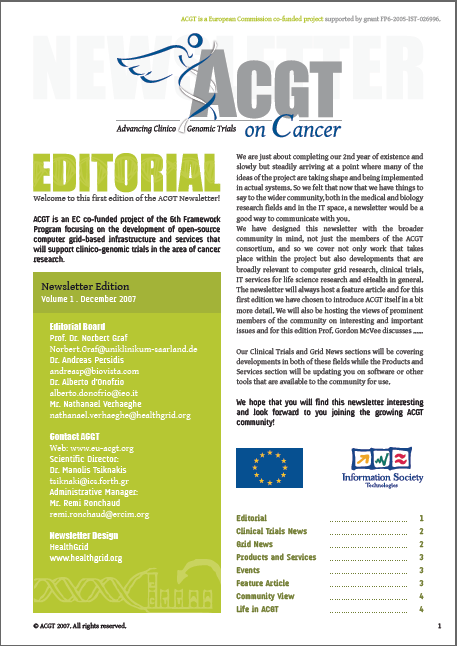 ACGT is a European Commission co-funded project supported by grant FP6-2005-IST-026996.
NEWSLETTER
ACGT
Advancing Clinico Genomic Trials on Cancer
EDITORIAL
Welcome to this first edition of the ACGT Newsletter!
ACGT is an EC co-funded project of the 6th Framework
Program focusing on the development of open-source
computer grid-based infrastructure and services that
will support clinico-genomic trials in the area of cancer
research.
Newsletter Edition
Volume 1 . December 2007
Editorial Board
Prof. Dr. Norbert Graf
Norbert.Graf@uniklinikum-saarland.de
Dr. Andreas Persidis
andreasp@biovista.com
Dr. Alberto d'Onofrio
alberto.donofrio@ieo.it
Mr. Nathanael Verhaeghe
nathanael.verhaeghe@healthgrid.org
Contact ACGT
Web: www.eu-acgt.org
Scientific Director:
Dr. Manolis Tsiknakis
tsiknaki@ics.forth.gr
Administrative Manager:
Mr. Remi Ronchaud
remi.ronchaud@ercim.org
Newsletter Design
HealthGrid
www.healthgrid.org
We are just about completing our 2nd year of existence and
slowly but steadily arriving at a point where many of the
ideas of the project are taking shape and being implemented
in actual systems. So we felt that now that we have things to
say to the wider community, both in the medical and biology
research fields and in the IT space, a newsletter would be a
good way to communicate with you.
We have designed this newsletter with the broader
community in mind, not just the members of the ACGT
consortium, and so we cover not only work that takes
place within the project but also developments that are
broadly relevant to computer grid research, clinical trials,
IT services for life science research and eHealth in general.
The newsletter will always host a feature article and for this
first edition we have chosen to introduce ACGT itself in a bit
more detail. We will also be hosting the views of prominent
members of the community on interesting and important
issues and for this edition Prof. Gordon McVee discusses ......
Our Clinical Trials and Grid News sections will be covering
developments in both of these fields while the Products and
Services section will be updating you on software or other
tools that are available to the community for use.
We hope that you will find this newsletter interesting
and look forward to you joining the growing ACGT
community!
Information Society
Technologies
Editorial ........................... 1
Clinical Trials News ........................... 2
Grid News ........................... 2
Products and Services ........................... 3
Events ........................... 3
Feature Article ........................... 3
Community View ........................... 4
Life in ACGT ........................... 4
© ACGT 2007. All rights reserved.
1